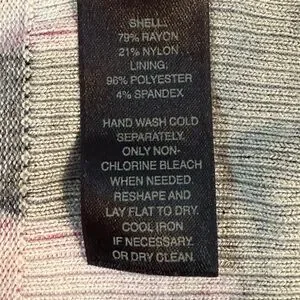 SHELL:
79% RAYON
21% NYLON
LINING:
96% POLYESTER
4% SPANDEX
HAND WASH COLD
SEPARATELY.
ONLY NON-
CHLORINE BLEACH
WHEN NEEDED.
RESHAPE AND
LAY FLAT TO DRY.
COOL IRON
IF NECESSARY.
OR DRY CLEAN.